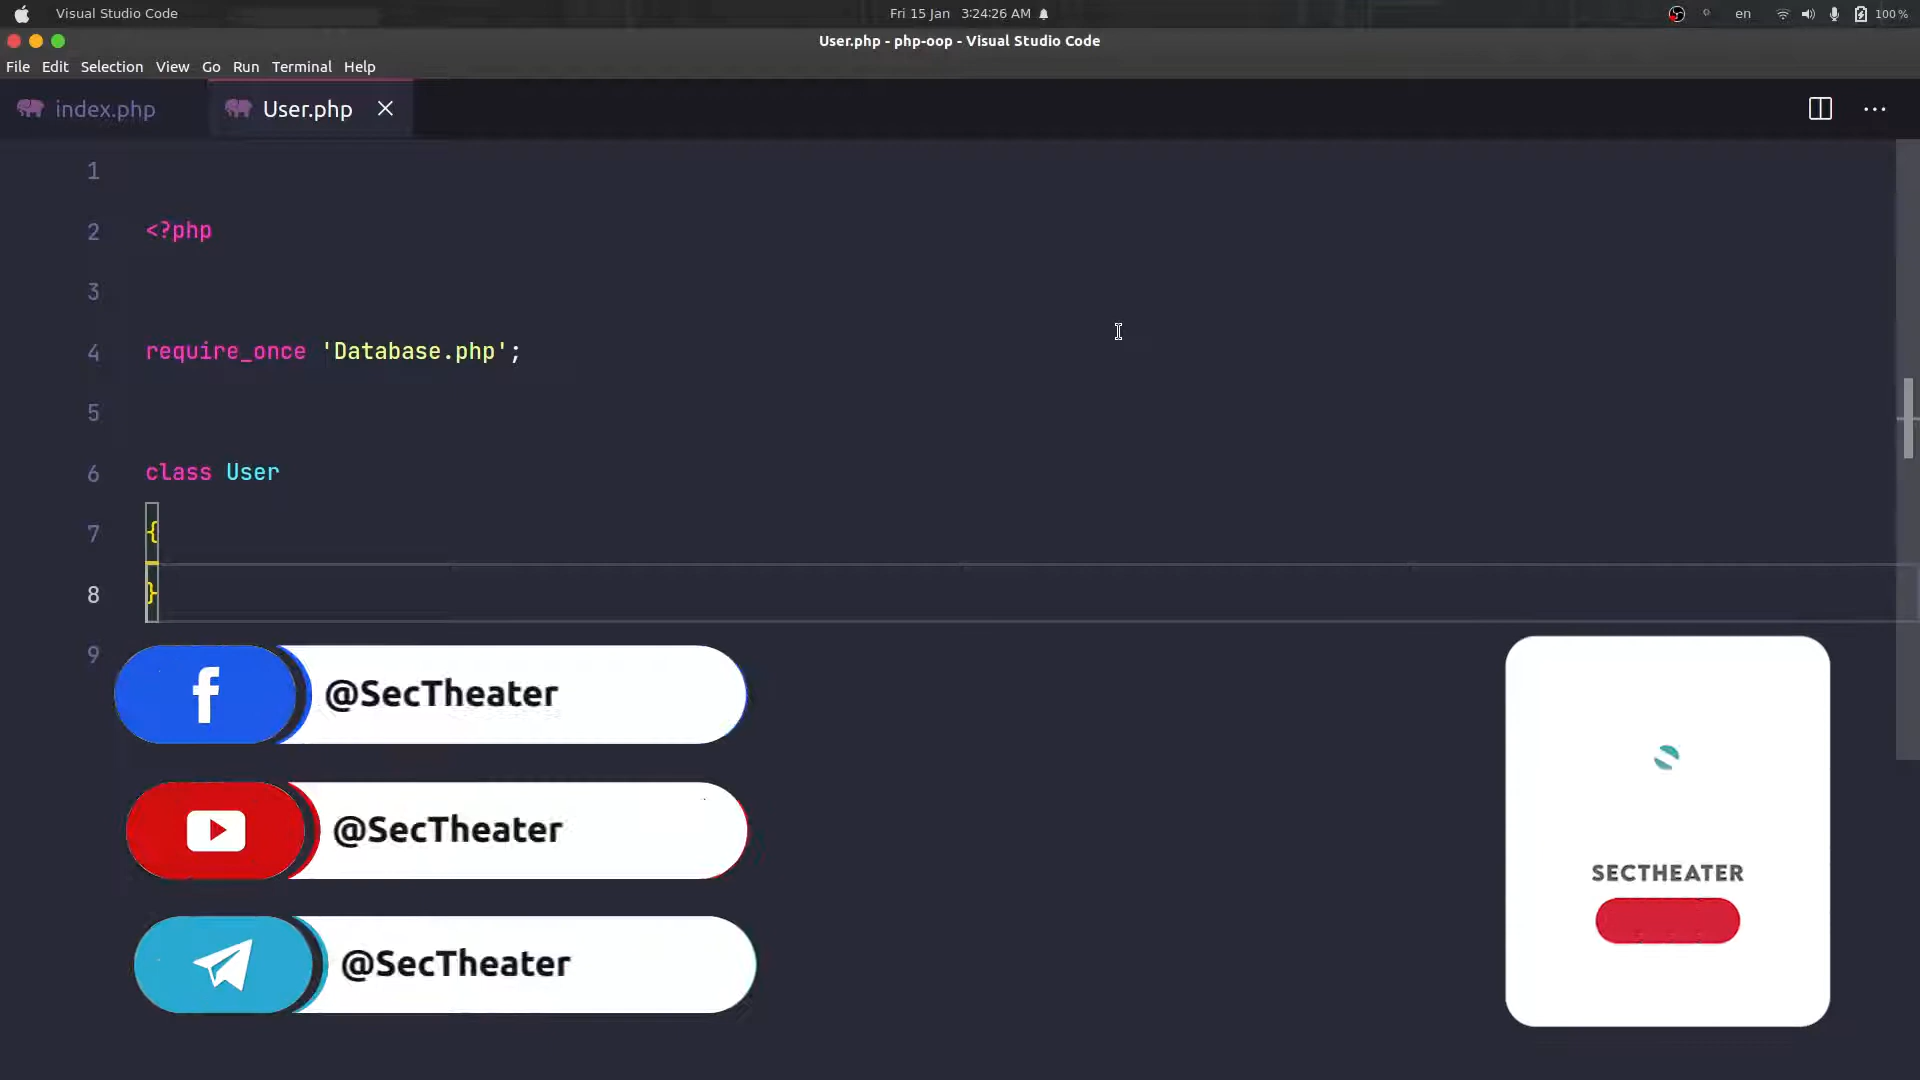 Visual Studio Code
Fri 15 Jan 3:24:26 AM
en
100 %
User.php - php-oop - Visual Studio Code
File Edit Selection View Go Run Terminal Help
index.php
User.php
1
2 <?php
3
4 require_once 'Database.php';
5
6 class User
7 {
8 }
9
@SecTheater
@SecTheater
@SecTheater
SECTHEATER